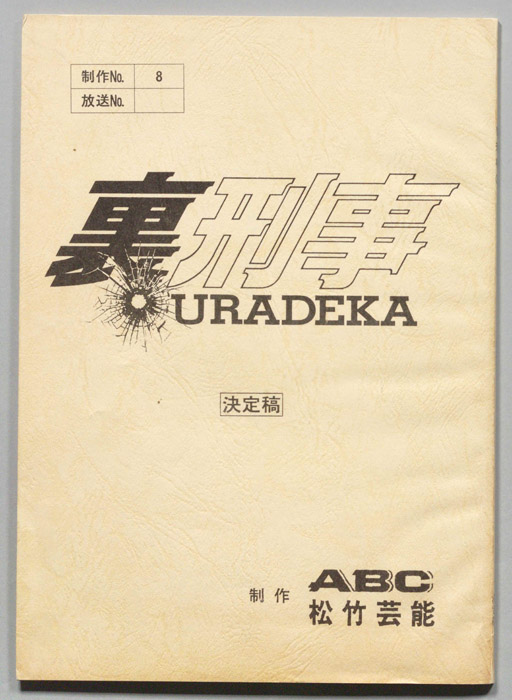 制作No. 8
放送No.
裏刑事
URADEKA
決定稿
制作 ABC
松竹芸能